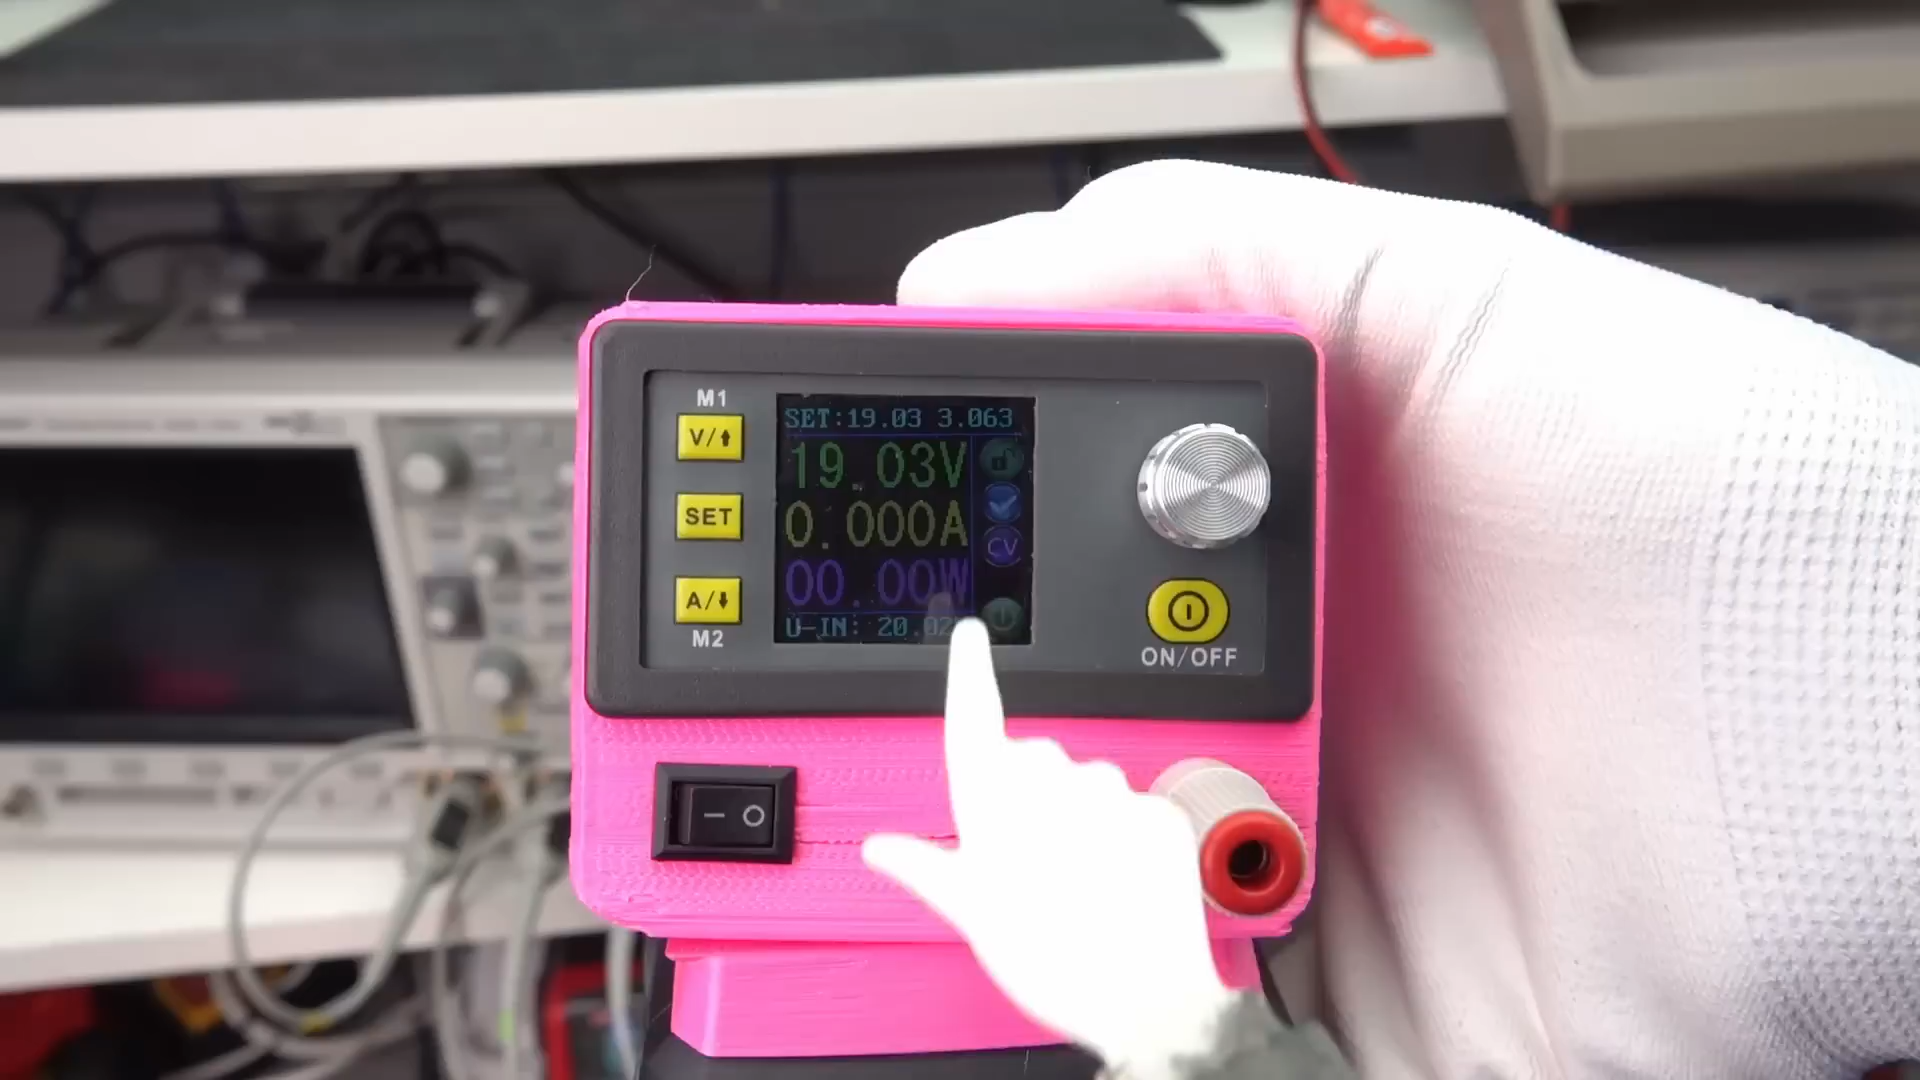 M1
V/⬆
SET
A/⬇
M2
SET:19.03 3.063
19.03V
0.000A
00.00W
CV
U-IN: 20.02
ON/OFF
— O